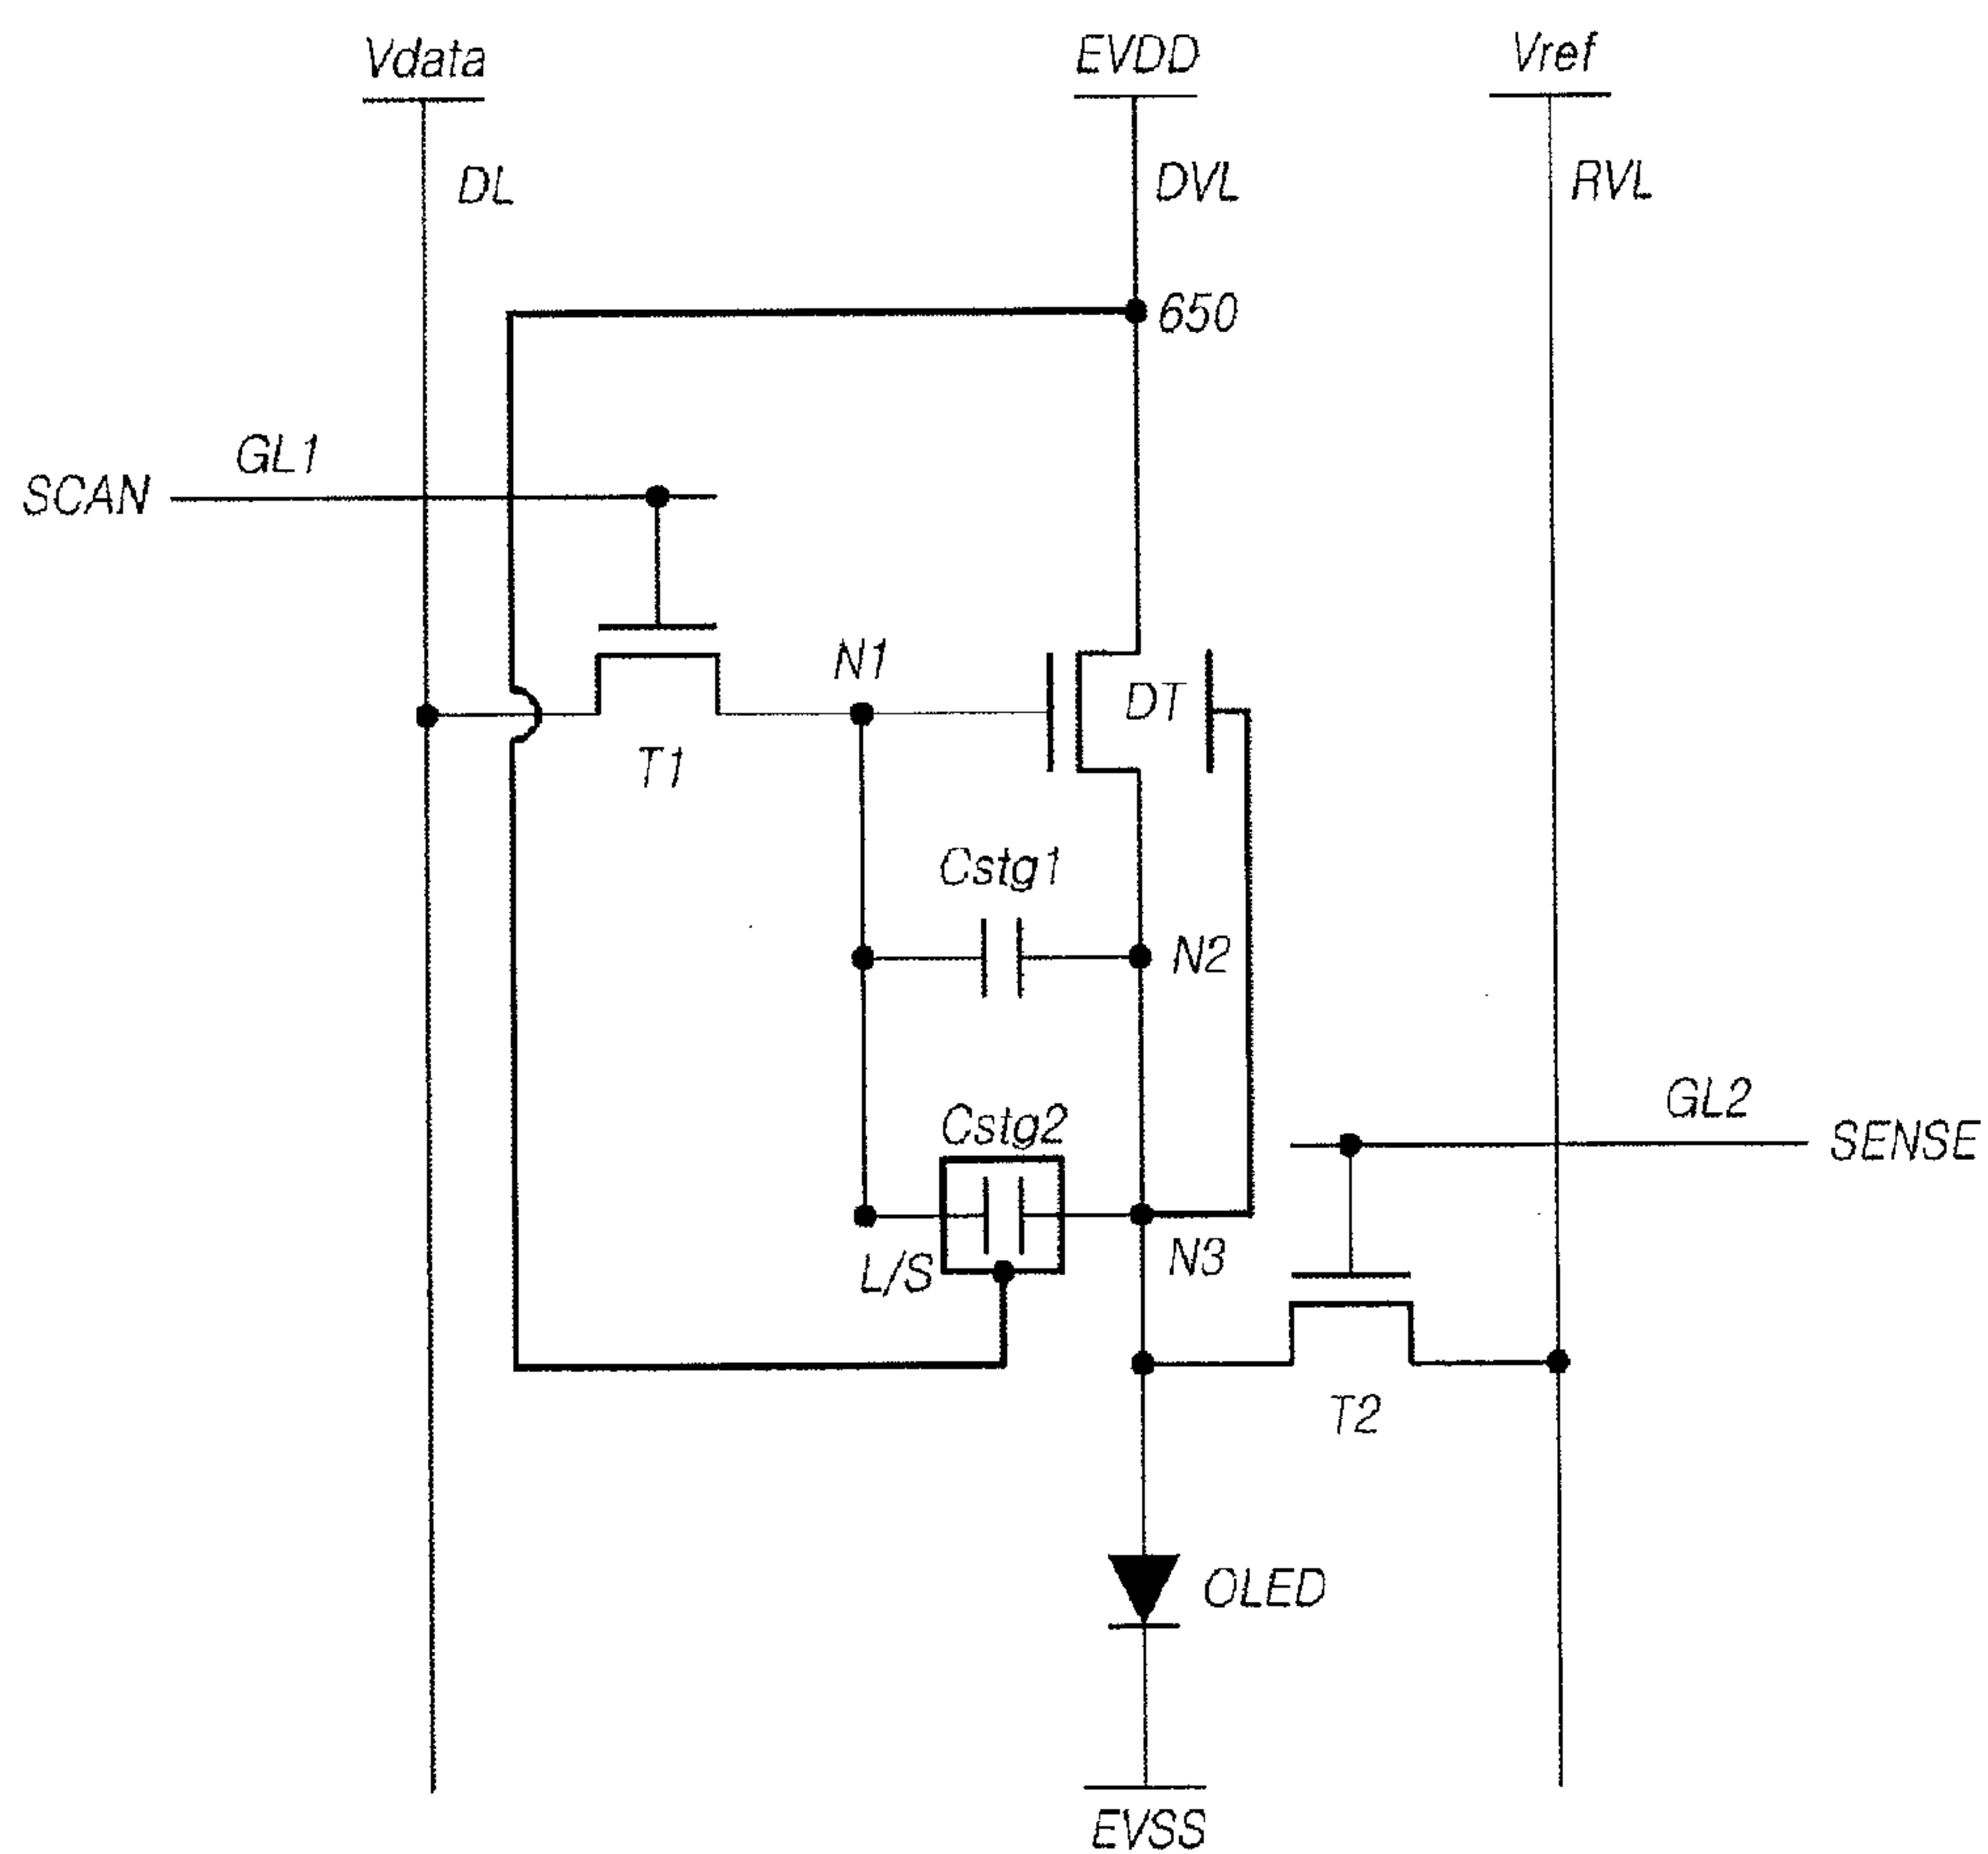 Vdata
EVDD
Vref
DL
DVL
RVL
650
GL1
SCAN
N1
DT
T1
Cstg1
N2
Cstg2
GL2
SENSE
L/S
N3
T2
OLED
EVSS